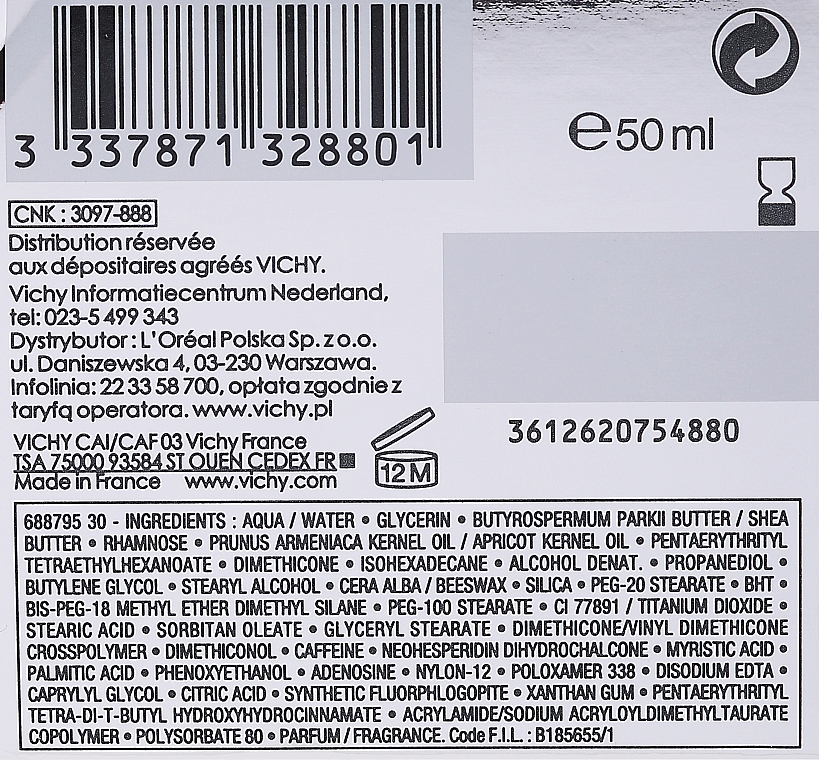 3 337871 328801
℮50 ml
CNK : 3097-888
Distribution réservée
aux dépositaires agréés VICHY.
Vichy Informatiecentrum Nederland,
tel: 023-5 499 343
Dystrybutor : L'Oréal Polska Sp. z o.o.
ul. Daniszewska 4, 03-230 Warszawa.
Infolinia: 22 33 58 700, opłata zgodnie z
taryfą operatora. www.vichy.pl
3612620754880
VICHY CAI/CAF 03 Vichy France
TSA 75000 93584 ST OUEN CEDEX FR
Made in France www.vichy.com
12 M
688795 30 - INGREDIENTS : AQUA / WATER • GLYCERIN • BUTYROSPERMUM PARKII BUTTER / SHEA
BUTTER • RHAMNOSE • PRUNUS ARMENIACA KERNEL OIL / APRICOT KERNEL OIL • PENTAERYTHRITYL
TETRAETHYLHEXANOATE • DIMETHICONE • ISOHEXADECANE • ALCOHOL DENAT. • PROPANEDIOL •
BUTYLENE GLYCOL • STEARYL ALCOHOL • CERA ALBA / BEESWAX • SILICA • PEG-20 STEARATE • BHT •
BIS-PEG-18 METHYL ETHER DIMETHYL SILANE • PEG-100 STEARATE • CI 77891 / TITANIUM DIOXIDE •
STEARIC ACID • SORBITAN OLEATE • GLYCERYL STEARATE • DIMETHICONE/VINYL DIMETHICONE
CROSSPOLYMER • DIMETHICONOL • CAFFEINE • NEOHESPERIDIN DIHYDROCHALCONE • MYRISTIC ACID •
PALMITIC ACID • PHENOXYETHANOL • ADENOSINE • NYLON-12 • POLOXAMER 338 • DISODIUM EDTA •
CAPRYLYL GLYCOL • CITRIC ACID • SYNTHETIC FLUORPHLOGOPITE • XANTHAN GUM • PENTAERYTHRITYL
TETRA-DI-T-BUTYL HYDROXYHYDROCINNAMATE • ACRYLAMIDE/SODIUM ACRYLOYLDIMETHYLTAURATE
COPOLYMER • POLYSORBATE 80 • PARFUM / FRAGRANCE. Code F.I.L. : B185655/1